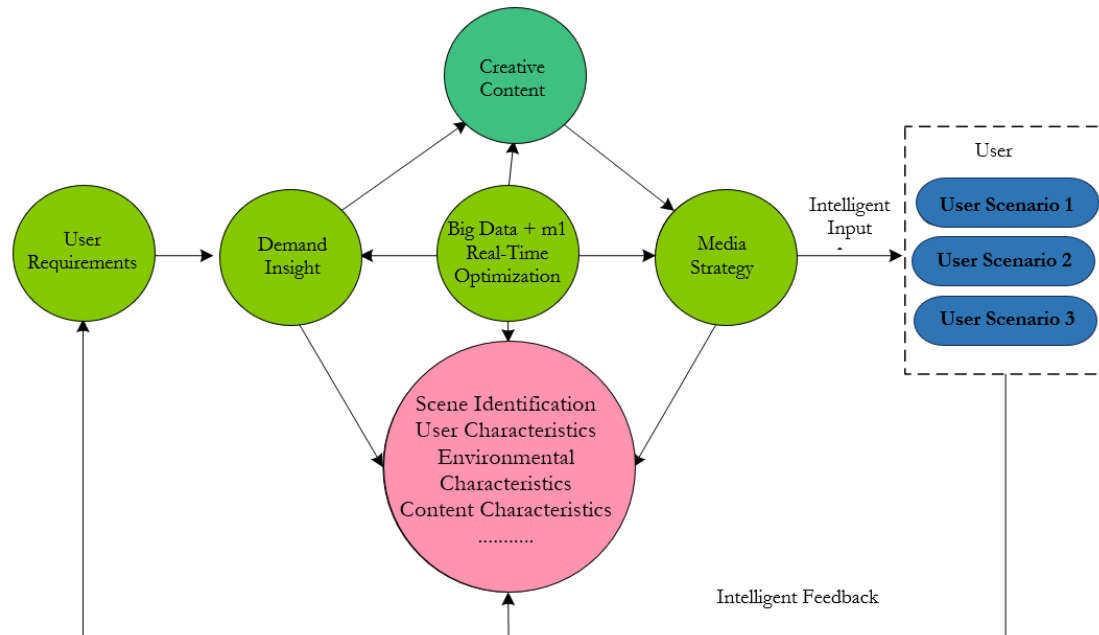 Creative
Content
User
Requirements
Demand
Insight
Big Data + m1
Real-Time
Optimization
Media
Strategy
Intelligent
Input
User
User Scenario 1
User Scenario 2
User Scenario 3
Scene Identification
User Characteristics
Environmental
Characteristics
Content Characteristics
...........
Intelligent Feedback